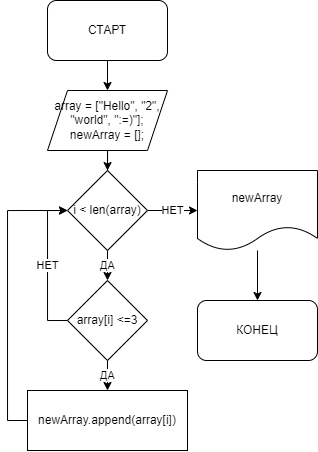 СТАРТ
array = ["Hello", "2",
"world", ":=)"];
newArray = [];
i < len(array)
НЕТ
newArray
ДА
НЕТ
array[i] <=3
КОНЕЦ
ДА
newArray.append(array[i])